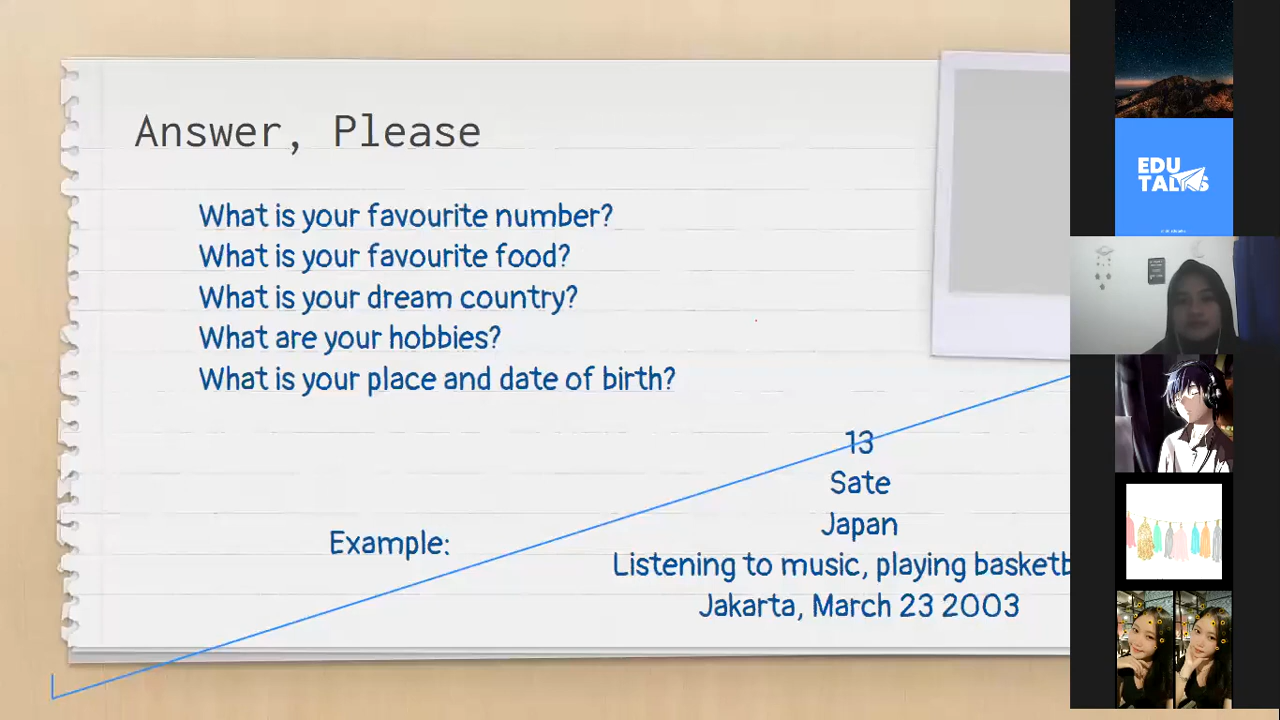 Answer, Please
What is your favourite number?
What is your favourite food?
What is your dream country?
What are your hobbies?
What is your place and date of birth?
Example:
13
Sate
Japan
Listening to music, playing basketb
Jakarta, March 23 2003
EDU
TALKS